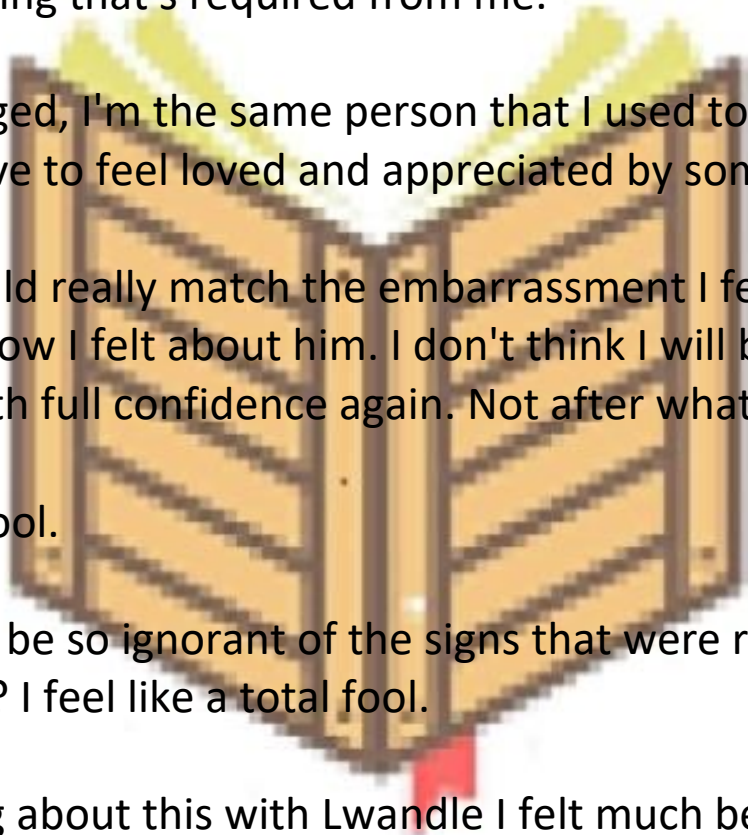 ing that's required from me.
ged, I'm the same person that I used to
ve to feel loved and appreciated by som
ld really match the embarrassment I fe
ow I felt about him. I don't think I will b
th full confidence again. Not after what
ool.
be so ignorant of the signs that were r
? I feel like a total fool.
g about this with Lwandle I felt much be